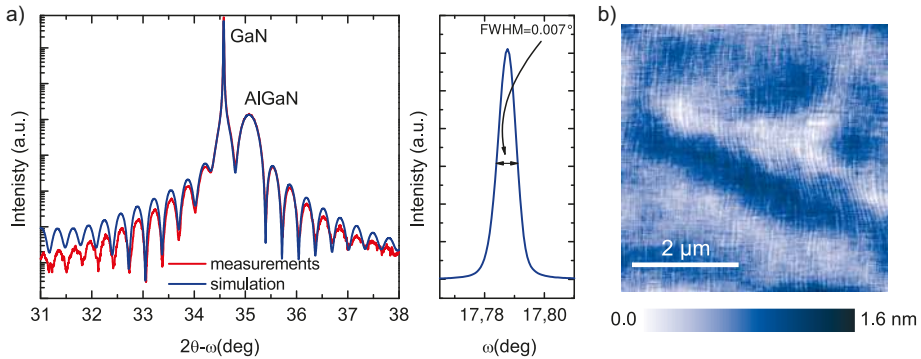 a)
GaN
AlGaN
Intenisty (a.u.)
measurements
simulation
31 32 33 34 35 36 37 38
2θ-ω(deg)
FWHM=0.007°
Intenisty (a.u.)
17,78 17,80
ω(deg)
b)
2 µm
0.0 1.6 nm